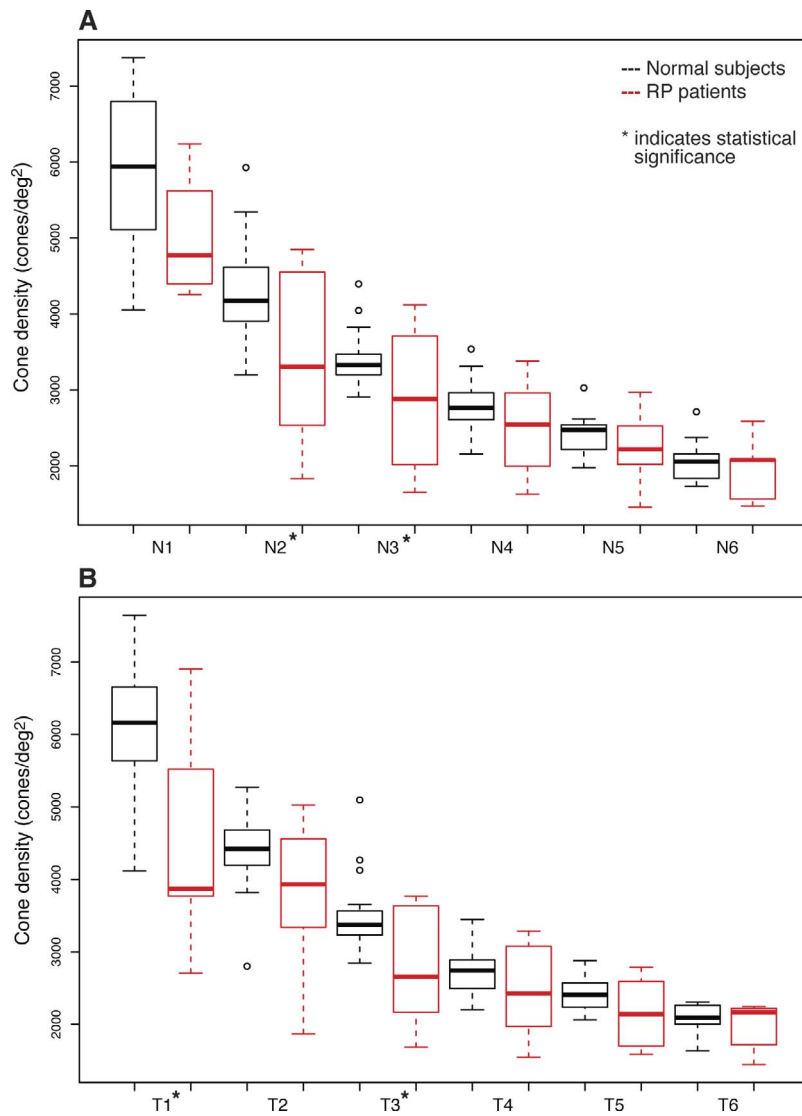 A
Cone density (cones/deg²)
7000
6000
5000
4000
3000
2000
Normal subjects
RP patients
* indicates statistical
significance
N1
N2*
N3*
N4
N5
N6
B
Cone density (cones/deg²)
7000
6000
5000
4000
3000
2000
T1*
T2
T3*
T4
T5
T6